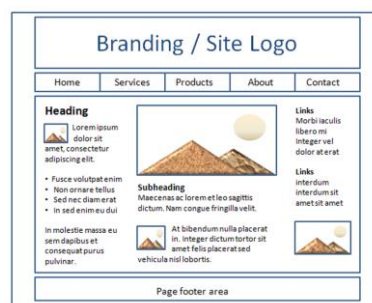 Branding / Site Logo
Home Services Products About Contact
Heading
Lorem ipsum
dolor sit
amet, consectetur
adipiscing elit.
• Fusce volutpat enim
• Non ornare tellus
• Sed nec diam erat
• In sed enim eu dui
In molestie massa eu
sem dapibus et
consequat purus
pulvinar.
Subheading
Maecenas ac lorem et leo sagittis
dictum. Nam congue fringilla velit.
At bibendum nulla placerat
in. Integer dictum tortor sit
amet felis placerat sed
vehicula nisl lobortis.
Links
Morbi iaculis
libero mi
Integer vel
dolor at erat
Links
interdum
interdum sit
amet sit amet
Page footer area